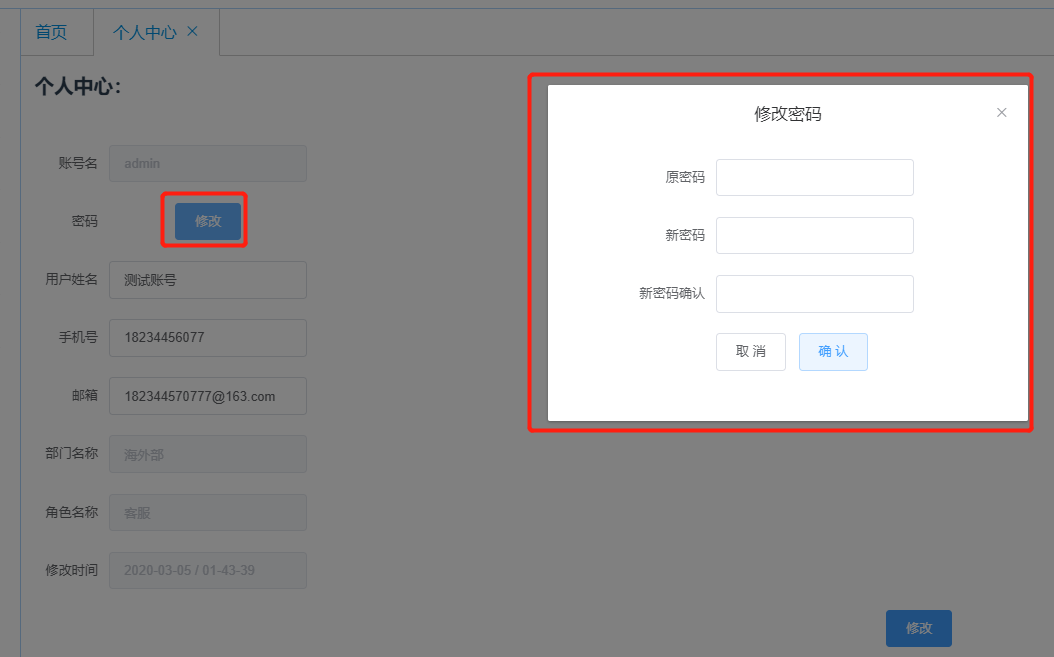 首页
个人中心 ×
个人中心：
账号名 admin
密码 修改
用户姓名 测试账号
手机号 18234456077
邮箱 182344570777@163.com
部门名称 海外部
角色名称 客服
修改时间 2020-03-05 / 01-43-39
修改
修改密码 ×
原密码
新密码
新密码确认
取 消
确 认